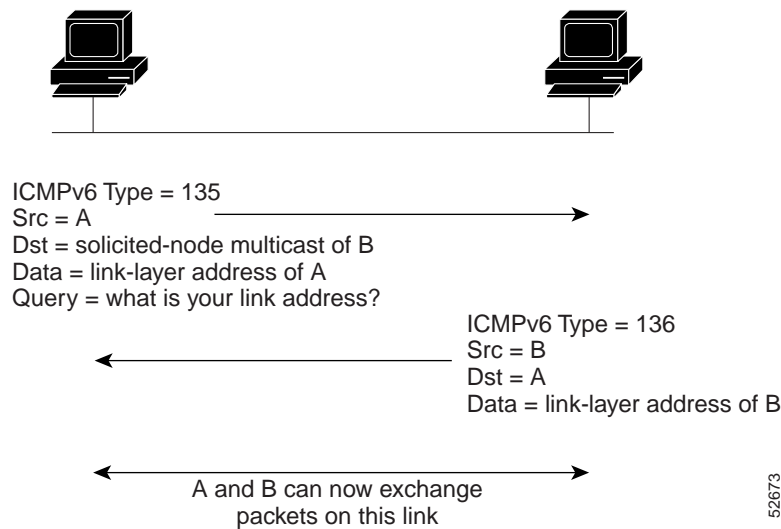 ICMPv6 Type = 135
Src = A
Dst = solicited-node multicast of B
Data = link-layer address of A
Query = what is your link address?
ICMPv6 Type = 136
Src = B
Dst = A
Data = link-layer address of B
A and B can now exchange
packets on this link
52673